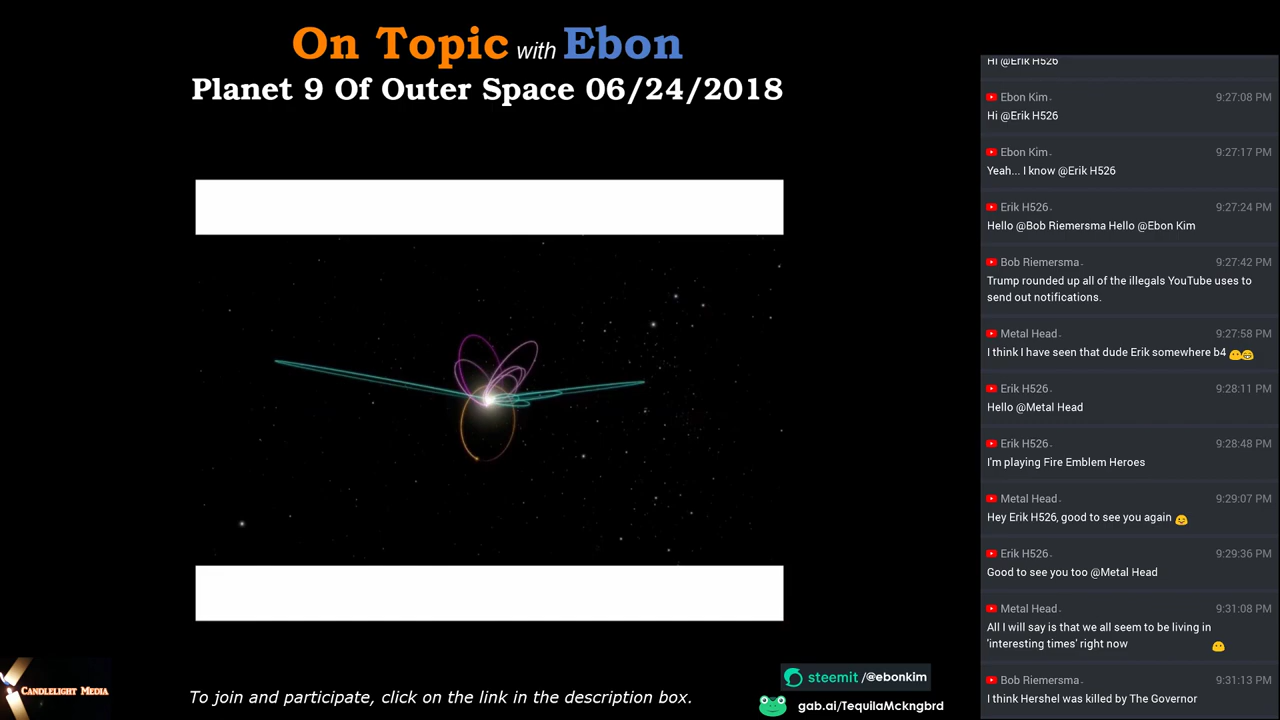 On Topic with Ebon
Planet 9 Of Outer Space 06/24/2018
Hi @Erik H526
Ebon Kim. 9:27:08 PM
Hi @Erik H526
Ebon Kim. 9:27:17 PM
Yeah... I know @Erik H526
Erik H526. 9:27:24 PM
Hello @Bob Riemersma Hello @Ebon Kim
Bob Riemersma. 9:27:42 PM
Trump rounded up all of the illegals YouTube uses to
send out notifications.
Metal Head. 9:27:58 PM
I think I have seen that dude Erik somewhere b4
Erik H526. 9:28:11 PM
Hello @Metal Head
Erik H526. 9:28:48 PM
I'm playing Fire Emblem Heroes
Metal Head. 9:29:07 PM
Hey Erik H526, good to see you again
Erik H526. 9:29:36 PM
Good to see you too @Metal Head
Metal Head. 9:31:08 PM
All I will say is that we all seem to be living in
'interesting times' right now
Bob Riemersma. 9:31:13 PM
I think Hershel was killed by The Governor
Candlelight Media
To join and participate, click on the link in the description box.
steemit /@ebonkim
gab.ai/TequilaMckngbrd